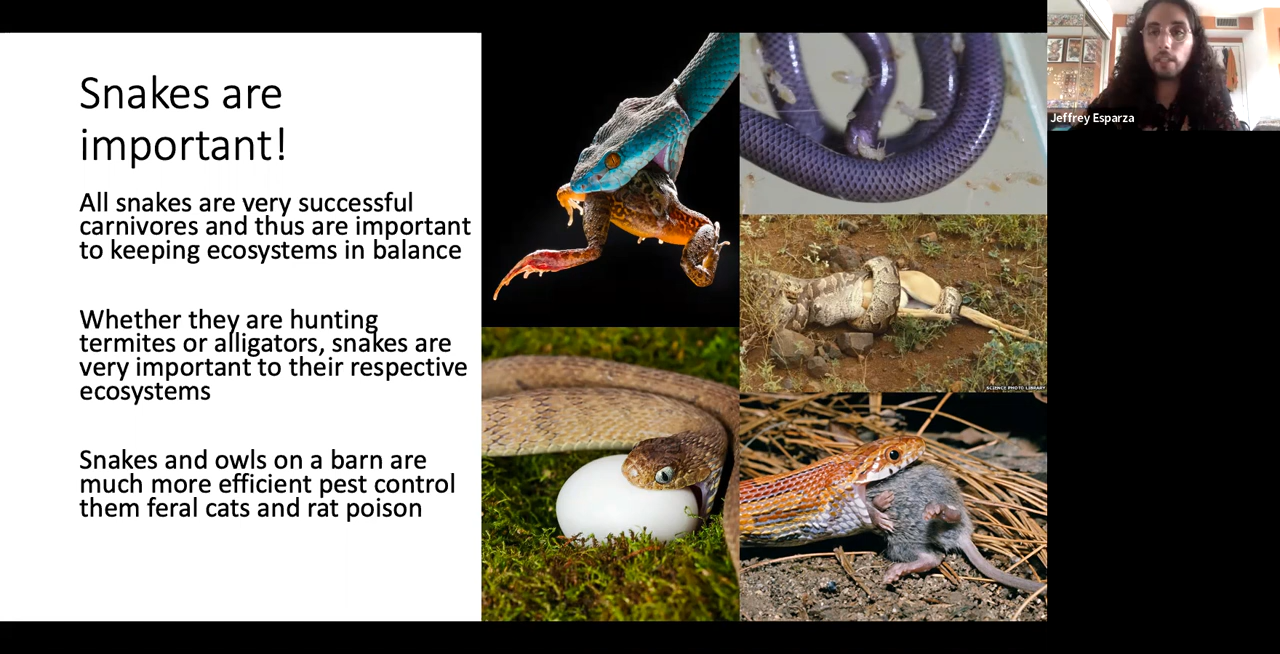 Snakes are
important!
All snakes are very successful
carnivores and thus are important
to keeping ecosystems in balance
Whether they are hunting
termites or alligators, snakes are
very important to their respective
ecosystems
Snakes and owls on a barn are
much more efficient pest control
them feral cats and rat poison
SCIENCE PHOTO LIBRARY
Jeffrey Esparza